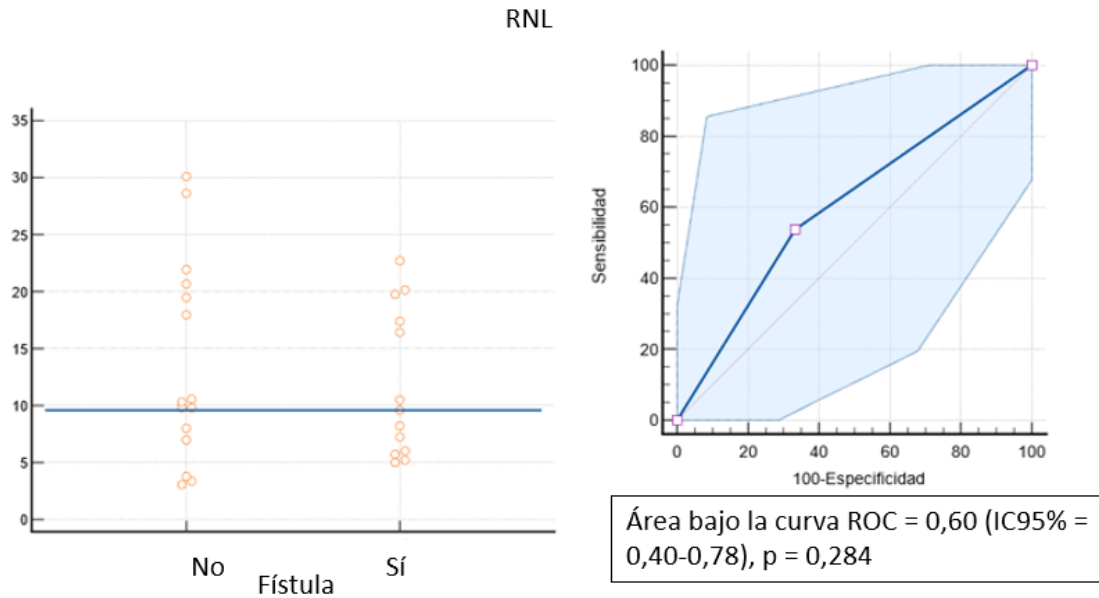 RNL
35
30
25
20
15
10
5
0
No
Sí
Fístula
Sensibilidad
100
80
60
40
20
0
0 20 40 60 80 100
100-Especificidad
Área bajo la curva ROC = 0,60 (IC95% =
0,40-0,78), p = 0,284